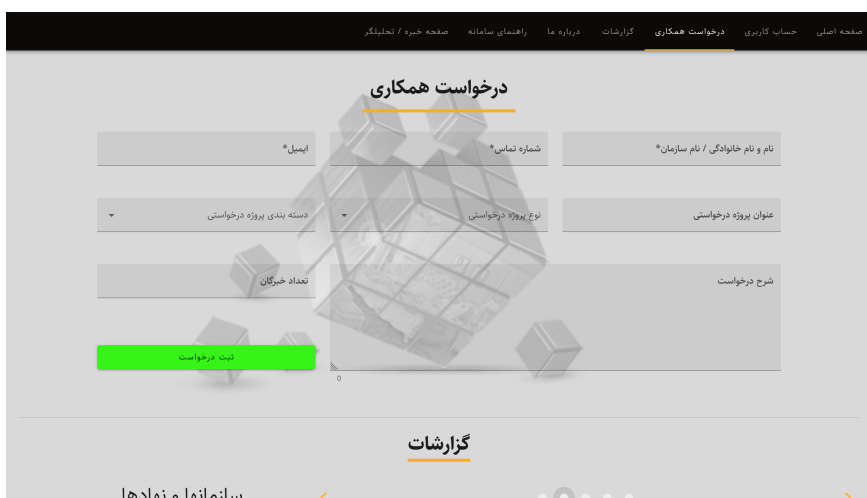 صفحه اصلی حساب کاربری درخواست همکاری گزارشات درباره ما راهنمای سامانه صفحه خبره / تحلیلگر
درخواست همکاری
نام و نام خانوادگی / نام سازمان* شماره تماس* ایمیل*
عنوان پروژه درخواستی نوع پروژه درخواستی دسته بندی پروژه درخواستی
شرح درخواست تعداد خبرگان
ثبت درخواست
0
گزارشات
سازمانها و نهادها